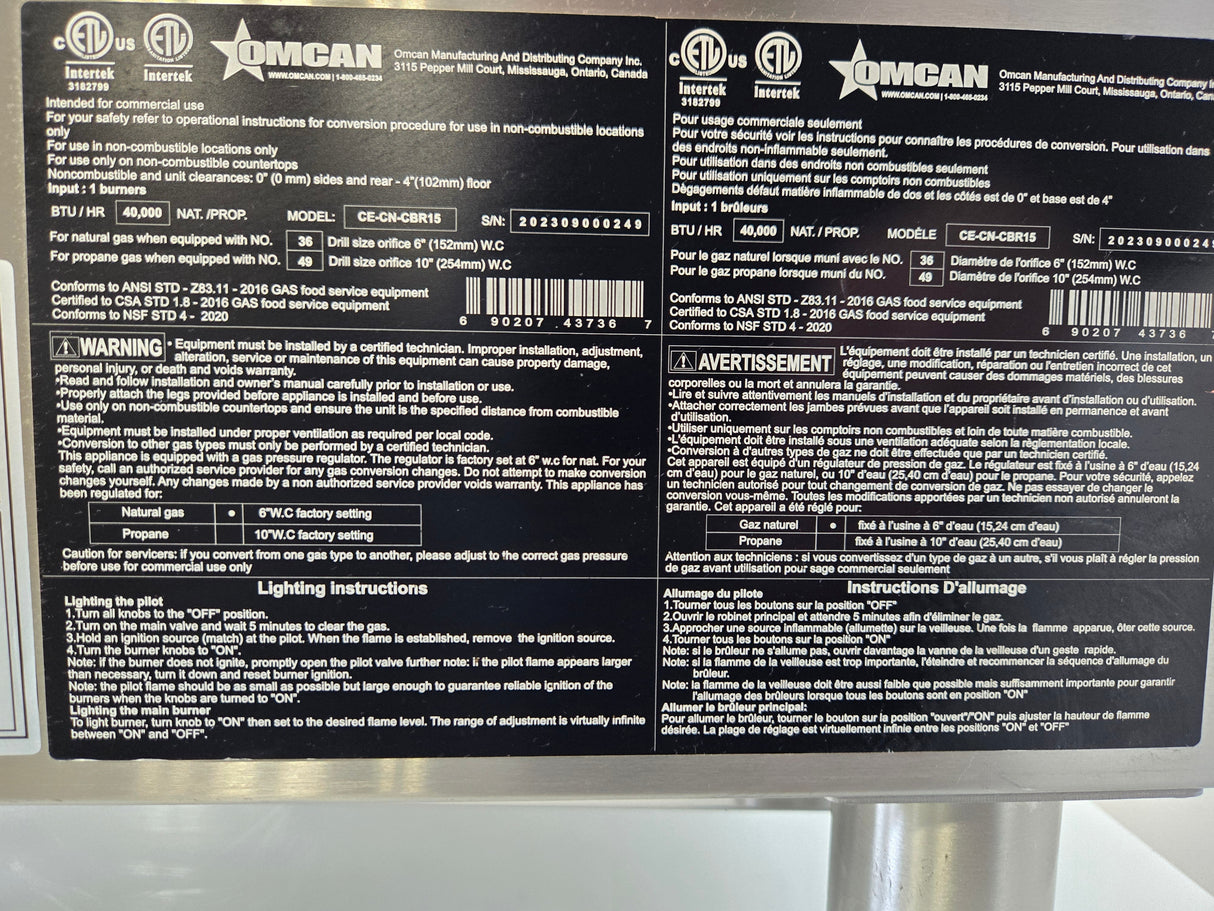 c ETL US
LISTED
Intertek
3182799
ETL
SANITATION LISTED
Intertek
OMCAN
WWW.OMCAN.COM | 1-800-465-0234
Omcan Manufacturing And Distributing Company Inc.
3115 Pepper Mill Court, Mississauga, Ontario, Canada
Intended for commercial use
For your safety refer to operational instructions for conversion procedure for use in non-combustible locations
only
For use in non-combustible locations only
For use only on non-combustible countertops
Noncombustible and unit clearances: 0" (0 mm) sides and rear - 4"(102mm) floor
Input : 1 burners
BTU / HR 40,000 NAT. /PROP. MODEL: CE-CN-CBR15 S/N: 202309000249
For natural gas when equipped with NO. 36 Drill size orifice 6" (152mm) W.C
For propane gas when equipped with NO. 49 Drill size orifice 10" (254mm) W.C
Conforms to ANSI STD - Z83.11 - 2016 GAS food service equipment
Certified to CSA STD 1.8 - 2016 GAS food service equipment
Conforms to NSF STD 4 - 2020
6 90207 43736 7
WARNING • Equipment must be installed by a certified technician. Improper installation, adjustment,
alteration, service or maintenance of this equipment can cause property damage,
personal injury, or death and voids warranty.
•Read and follow installation and owner's manual carefully prior to installation or use.
•Properly attach the legs provided before appliance is installed and before use.
•Use only on non-combustible countertops and ensure the unit is the specified distance from combustible
material.
•Equipment must be installed under proper ventilation as required per local code.
•Conversion to other gas types must only be performed by a certified technician.
This appliance is equipped with a gas pressure regulator. The regulator is factory set at 6" w.c for nat. For your
safety, call an authorized service provider for any gas conversion changes. Do not attempt to make conversion
changes yourself. Any changes made by a non authorized service provider voids warranty. This appliance has
been regulated for:
Natural gas • 6"W.C factory setting
Propane 10"W.C factory setting
Caution for servicers: if you convert from one gas type to another, please adjust to the correct gas pressure
before use for commercial use only
Lighting instructions
Lighting the pilot
1.Turn all knobs to the "OFF" position.
2.Turn on the main valve and wait 5 minutes to clear the gas.
3.Hold an ignition source (match) at the pilot. When the flame is established, remove the ignition source.
4.Turn the burner knobs to "ON".
Note: if the burner does not ignite, promptly open the pilot valve further note: if the pilot flame appears larger
than necessary, turn it down and reset burner ignition.
Note: the pilot flame should be as small as possible but large enough to guarantee reliable ignition of the
burners when the knobs are turned to "ON".
Lighting the main burner
To light burner, turn knob to "ON" then set to the desired flame level. The range of adjustment is virtually infinite
between "ON" and "OFF".
c ETL US
LISTED
Intertek
3182799
ETL
SANITATION LISTED
Intertek
OMCAN
WWW.OMCAN.COM | 1-800-465-0234
Omcan Manufacturing And Distributing Company
3115 Pepper Mill Court, Mississauga, Ontario,
Pour usage commerciale seulement
Pour votre sécurité voir les instructions pour connaître les procédures de conversion. Pour utilisation dans
des endroits non-inflammable seulement.
Pour utilisation dans des endroits non combustibles seulement
Pour utilisation uniquement sur les comptoirs non combustibles
Dègagements défaut matière inflammable de dos et les côtés est de 0" et base est de 4"
Input : 1 brûleurs
BTU / HR 40,000 NAT. / PROP. MODÈLE CE-CN-CBR15 S/N: 20230900024
Pour le gaz naturel lorsque muni avec le NO. 36 Diamètre de l'orifice 6" (152mm) W.C
Pour le gaz propane lorsque muni du NO. 49 Diamètre de l'orifice 10" (254mm) W.C
Conforms to ANSI STD - Z83.11 - 2016 GAS food service equipment
Certified to CSA STD 1.8 - 2016 GAS food service equipment
Conforms to NSF STD 4 - 2020
6 90207 43736
AVERTISSEMENT L'équipement doit être installé par un technicien certifié. Une installation, un
réglage, une modification, réparation ou l'entretien incorrect de cet
équipement peuvent causer des dommages matériels, des blessures
corporelles ou la mort et annulera la garantie.
•Lire et suivre attentivement les manuels d'installation et du propriétaire avant d'installation ou d'utilisation.
•Attacher correctement les jambes prévues avant que l'appareil soit installé en permanence et avant
d'utilisation.
•Utiliser uniquement sur les comptoirs non combustibles et loin de toute matière combustible.
•L'équipement doit être installé sous une ventilation adéquate selon la règlementation locale.
•Conversion à d'autres types de gaz ne doit être effectuée que par un technicien certifié.
Cet appareil est équipé d'un régulateur de pression de gaz. Le régulateur est fixé à l'usine à 6" d'eau (15,24
cm d'eau) pour le gaz naturel, ou 10" d'eau (25,40 cm d'eau) pour le propane. Pour votre sécurité, appelez
un technicien autorisé pour tout changement de conversion de gaz. Ne pas essayer de changer le
conversion vous-même. Toutes les modifications apportées par un technicien non autorisé annuleront la
garantie. Cet appareil a été réglé pour:
Gaz naturel • fixé à l'usine à 6" d'eau (15,24 cm d'eau)
Propane fixé à l'usine à 10" d'eau (25,40 cm d'eau)
Attention aux techniciens : si vous convertissez d'un type de gaz à un autre, s'il vous plaît à régler la pression
de gaz avant utilisation pour sage commercial seulement
Instructions D'allumage
Allumage du pilote
1.Tourner tous les boutons sur la position "OFF"
2.Ouvrir le robinet principal et attendre 5 minutes afin d'éliminer le gaz.
3.Approcher une source inflammable (allumette) sur la veilleuse. Une fois la flamme apparue, ôter cette source.
4.Tourner tous les boutons sur la position "ON"
Note: si le brûleur ne s'allume pas, ouvrir davantage la vanne de la veilleuse d'un geste rapide.
Note: si la flamme de la veilleuse est trop importante, l'éteindre et recommencer la séquence d'allumage du
brûleur.
Note: la flamme de la veilleuse doit être aussi faible que possible mais suffisamment importante pour garantir
l'allumage des brûleurs lorsque tous les boutons sont en position "ON"
Allumer le brûleur principal:
Pour allumer le brûleur, tourner le bouton sur la position "ouvert"/"ON" puis ajuster la hauteur de flamme
désirée. La plage de réglage est virtuellement infinie entre les positions "ON" et "OFF"